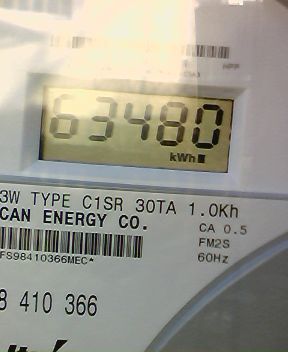 63480
kWh
3W TYPE C1SR 30TA 1.0Kh
CAN ENERGY CO. CA 0.5
FM2S
FS98410366MEC* 60Hz
8 410 366